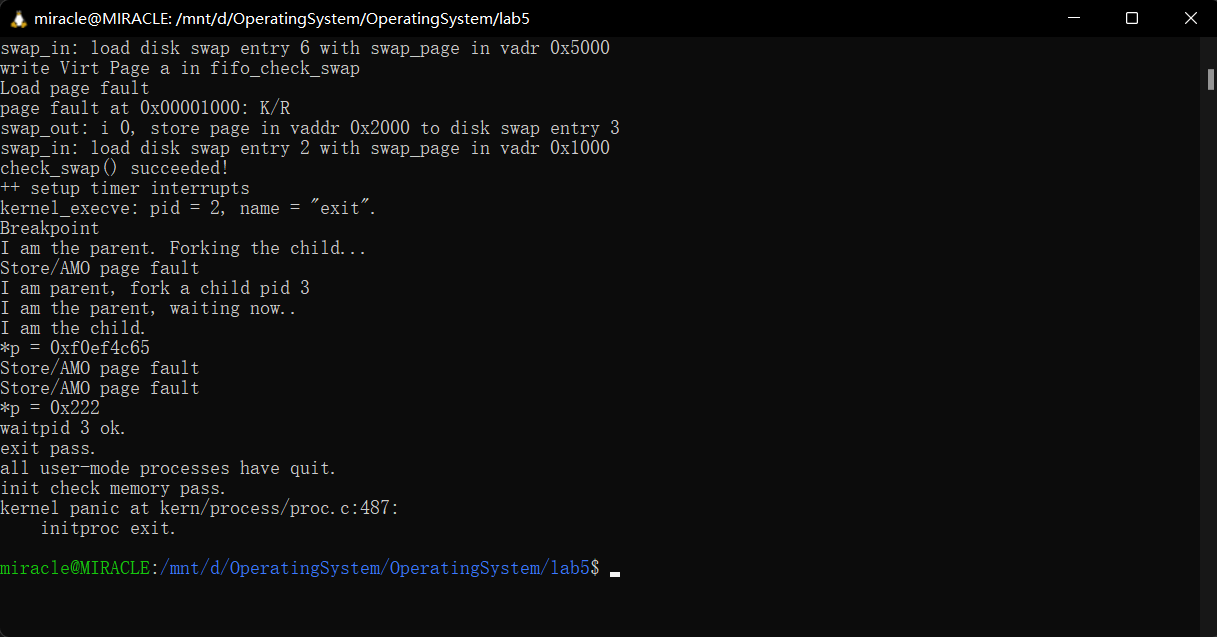 miracle@MIRACLE: /mnt/d/OperatingSystem/OperatingSystem/lab5
swap_in: load disk swap entry 6 with swap_page in vadr 0x5000
write Virt Page a in fifo_check_swap
Load page fault
page fault at 0x00001000: K/R
swap_out: i 0, store page in vaddr 0x2000 to disk swap entry 3
swap_in: load disk swap entry 2 with swap_page in vadr 0x1000
check_swap() succeeded!
++ setup timer interrupts
kernel_execve: pid = 2, name = "exit".
Breakpoint
I am the parent. Forking the child...
Store/AMO page fault
I am parent, fork a child pid 3
I am the parent, waiting now..
I am the child.
*p = 0xf0ef4c65
Store/AMO page fault
Store/AMO page fault
*p = 0x222
waitpid 3 ok.
exit pass.
all user-mode processes have quit.
init check memory pass.
kernel panic at kern/process/proc.c:487:
    initproc exit.
miracle@MIRACLE:/mnt/d/OperatingSystem/OperatingSystem/lab5$